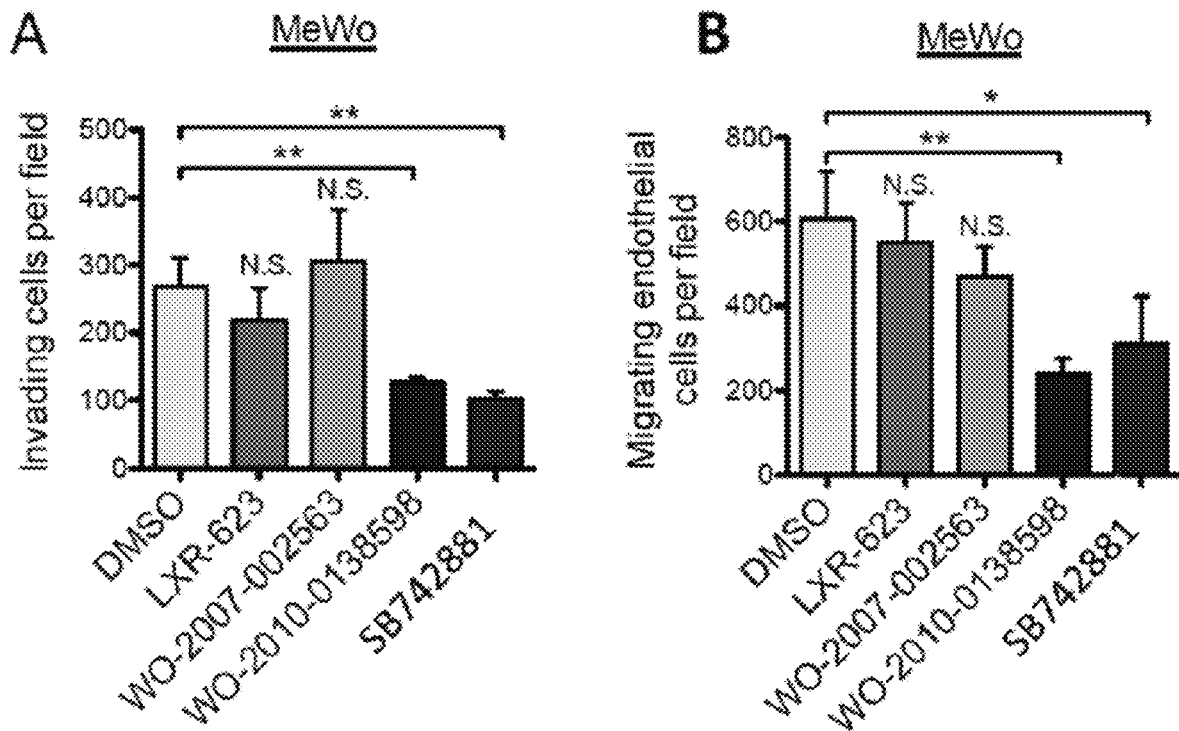 A
MeWo
Invading cells per field
500
400
300
200
100
0
**
**
N.S.
N.S.
DMSO
LXR-623
WO-2007-002563
WO-2010-0138598
SB742881
B
MeWo
Migrating endothelial
cells per field
800
600
400
200
0
*
**
N.S.
N.S.
DMSO
LXR-623
WO-2007-002563
WO-2010-0138598
SB742881